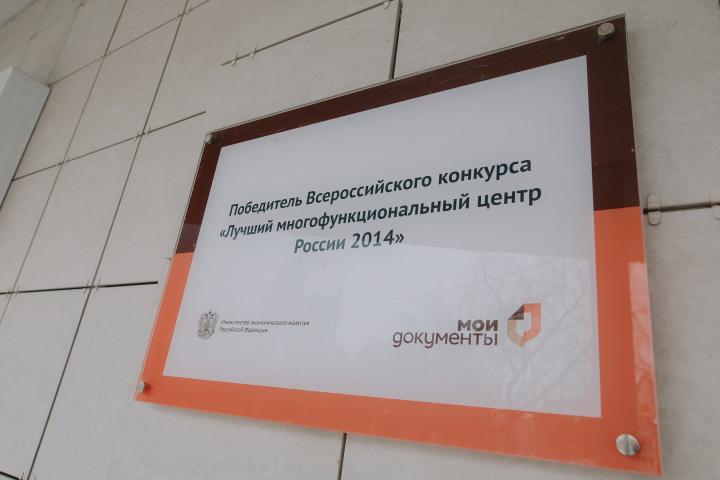 Победитель Всероссийского конкурса
«Лучший многофункциональный центр
России 2014»
Министерство экономического развития
Российской Федерации
мои
документы